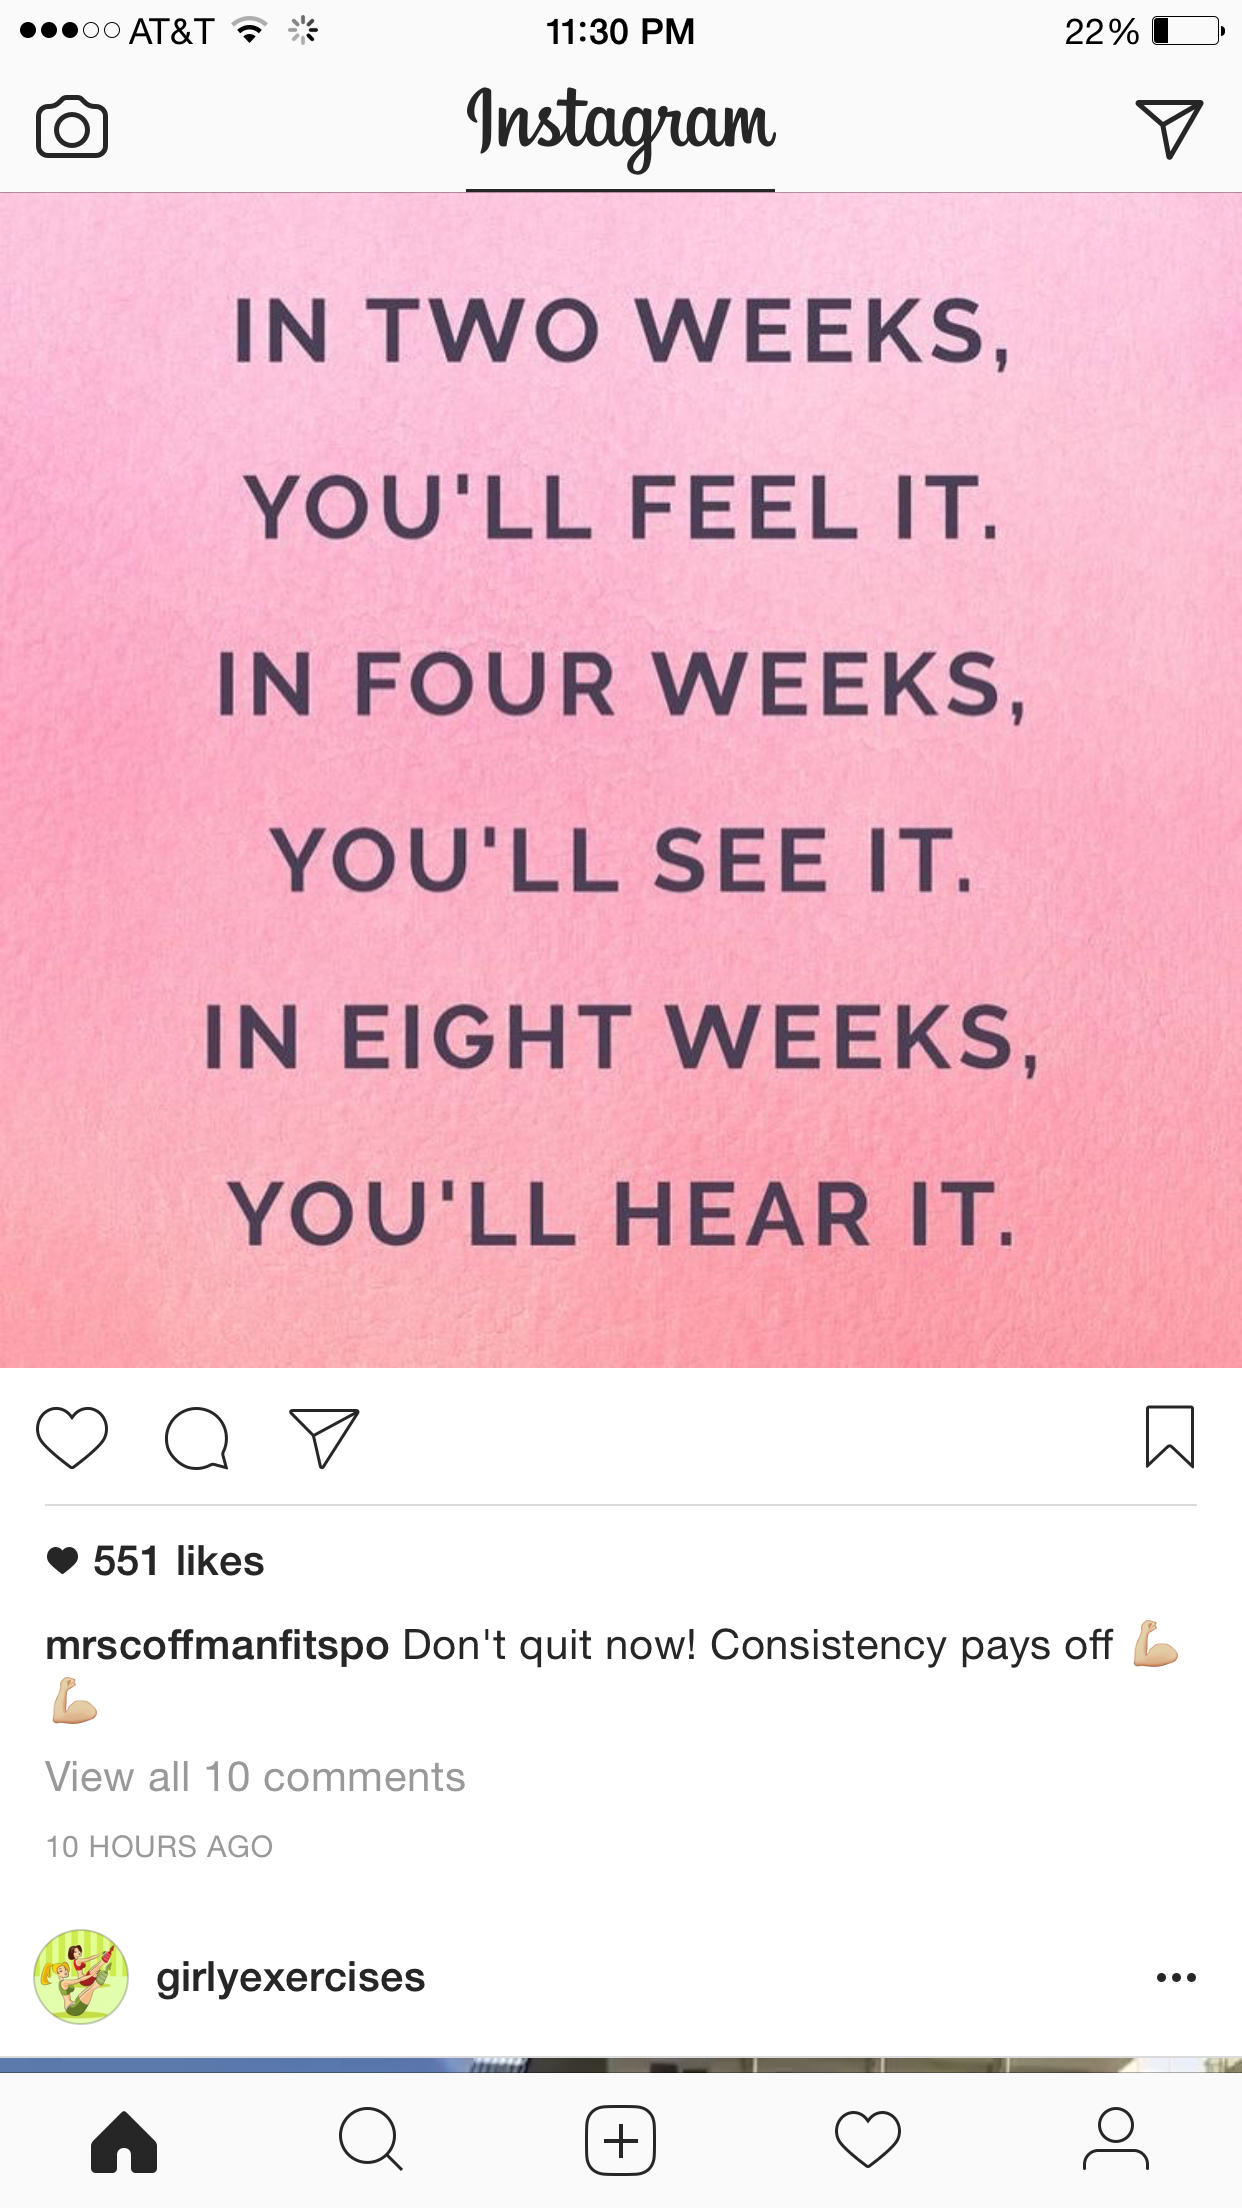 AT&T 11:30 PM 22%
Instagram
IN TWO WEEKS,
YOU'LL FEEL IT.
IN FOUR WEEKS,
YOU'LL SEE IT.
IN EIGHT WEEKS,
YOU'LL HEAR IT.
551 likes
mrscoffmanfitspo Don't quit now! Consistency pays off 💪🏼
💪🏼
View all 10 comments
10 HOURS AGO
girlyexercises